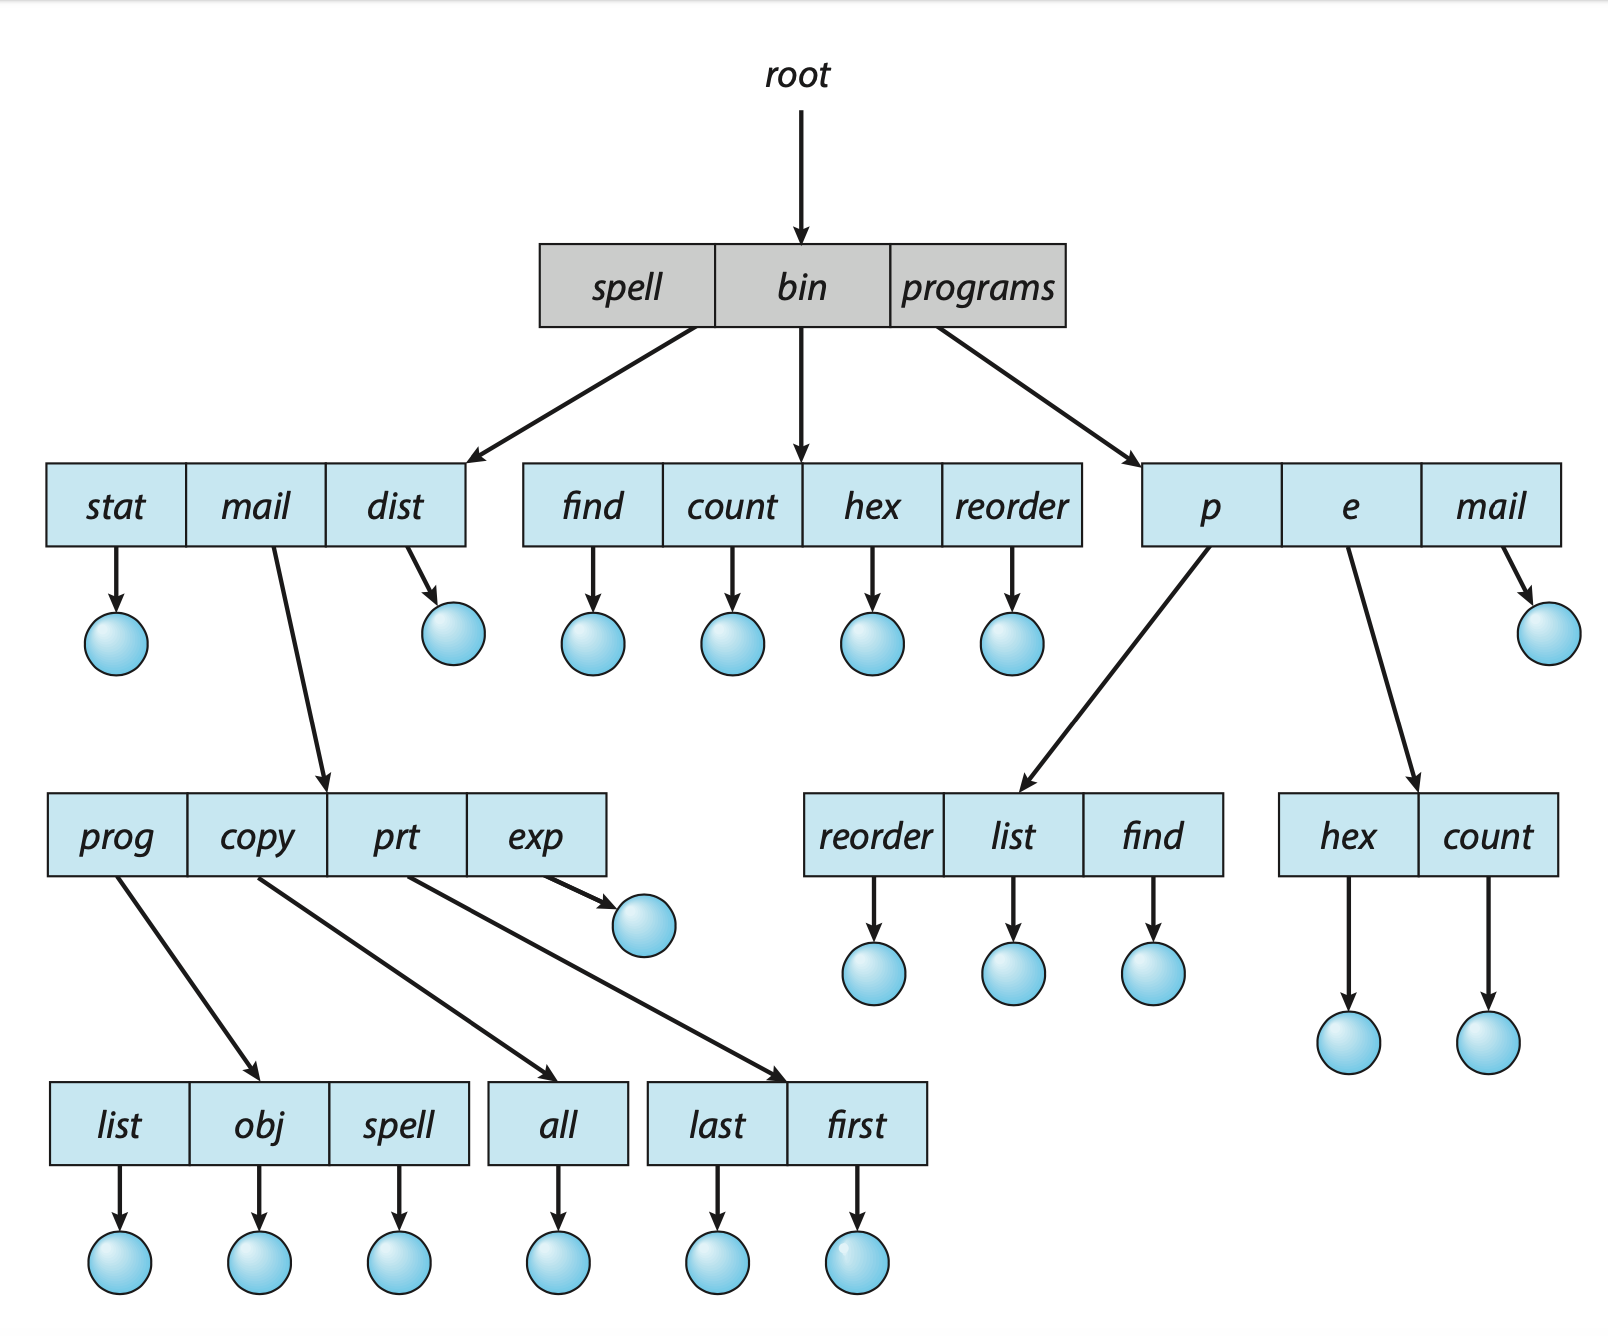 root
spell bin programs
stat mail dist find count hex reorder p e mail
prog copy prt exp reorder list find hex count
list obj spell all last first